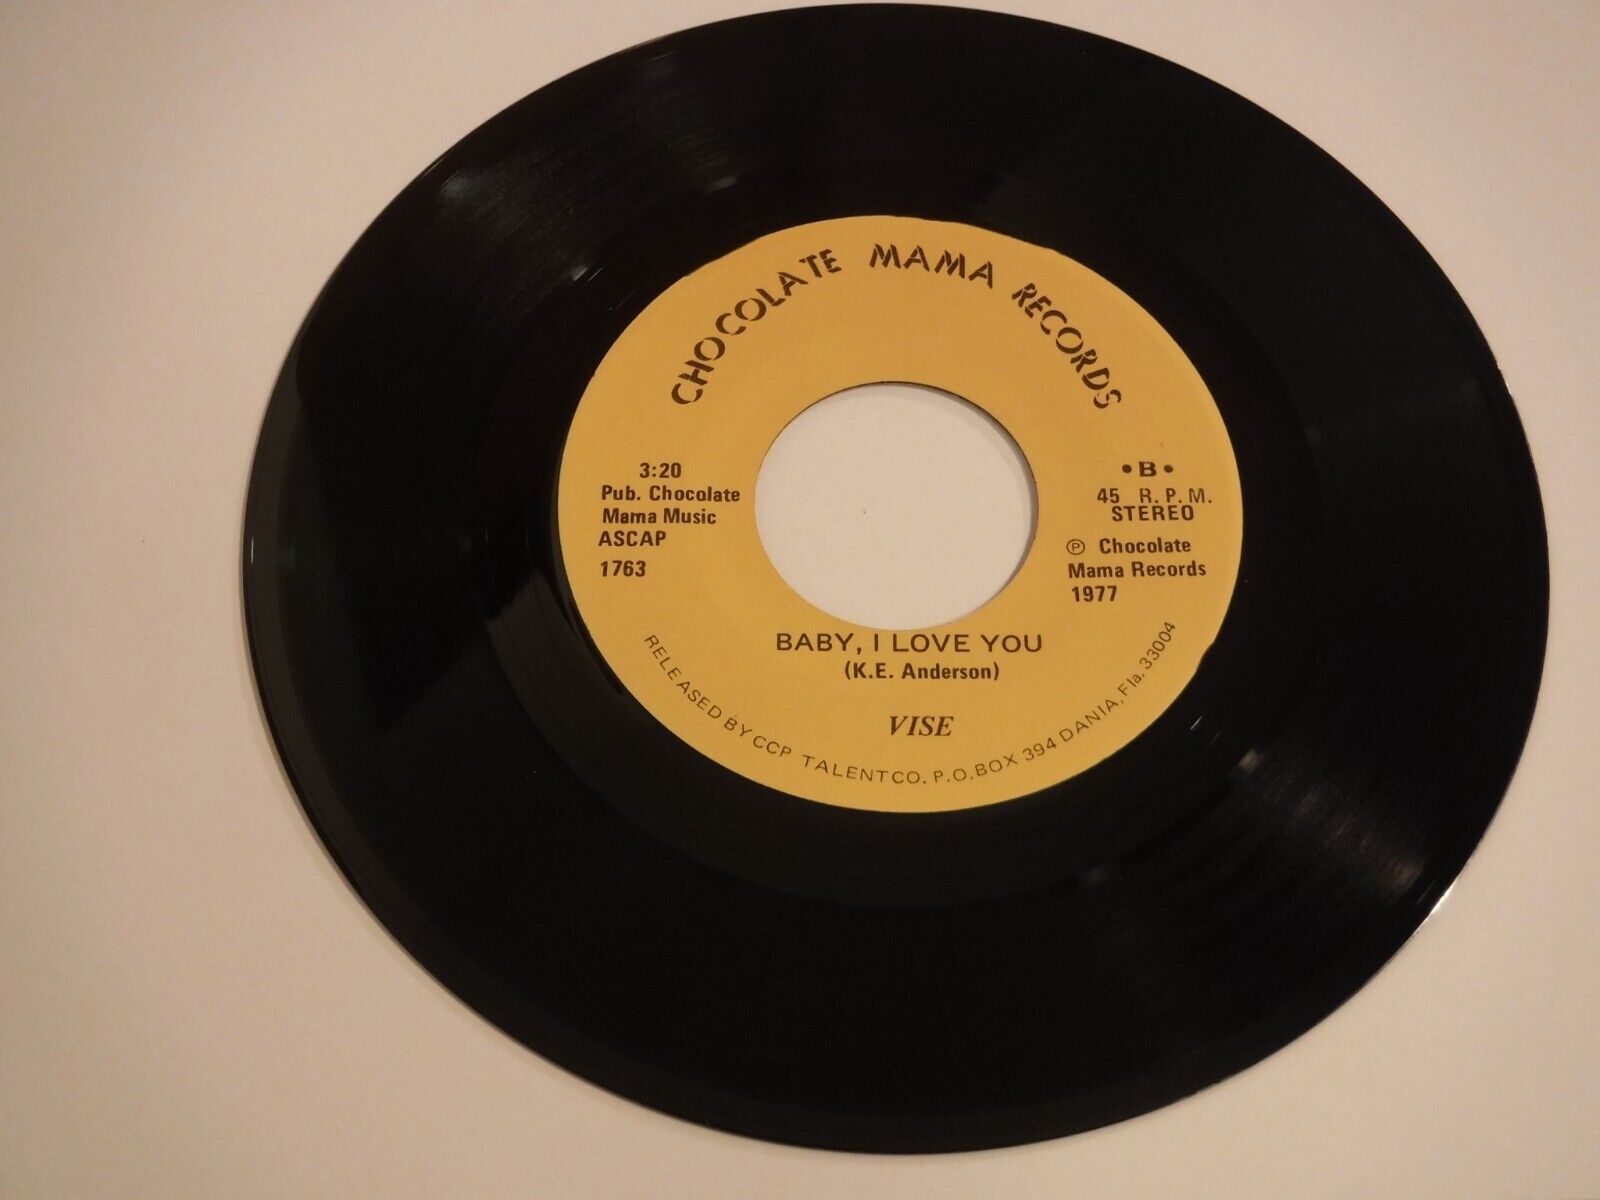 CHOCOLATE MAMA RECORDS
3:20
Pub. Chocolate
Mama Music
ASCAP
1763
•B•
45 R.P.M.
STEREO
℗ Chocolate
Mama Records
1977
BABY, I LOVE YOU
(K.E. Anderson)
VISE
RELEASED BY CCP TALENT CO. P.O. BOX 394 DANIA, Fla. 33004